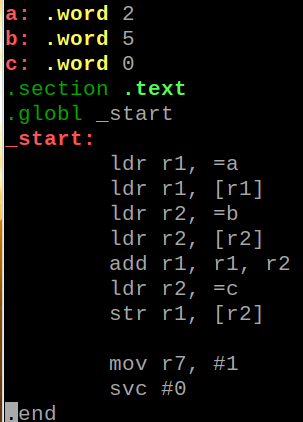 a: .word 2
b: .word 5
c: .word 0
.section .text
.globl _start
_start:
ldr r1, =a
ldr r1, [r1]
ldr r2, =b
ldr r2, [r2]
add r1, r1, r2
ldr r2, =c
str r1, [r2]
mov r7, #1
svc #0
.end